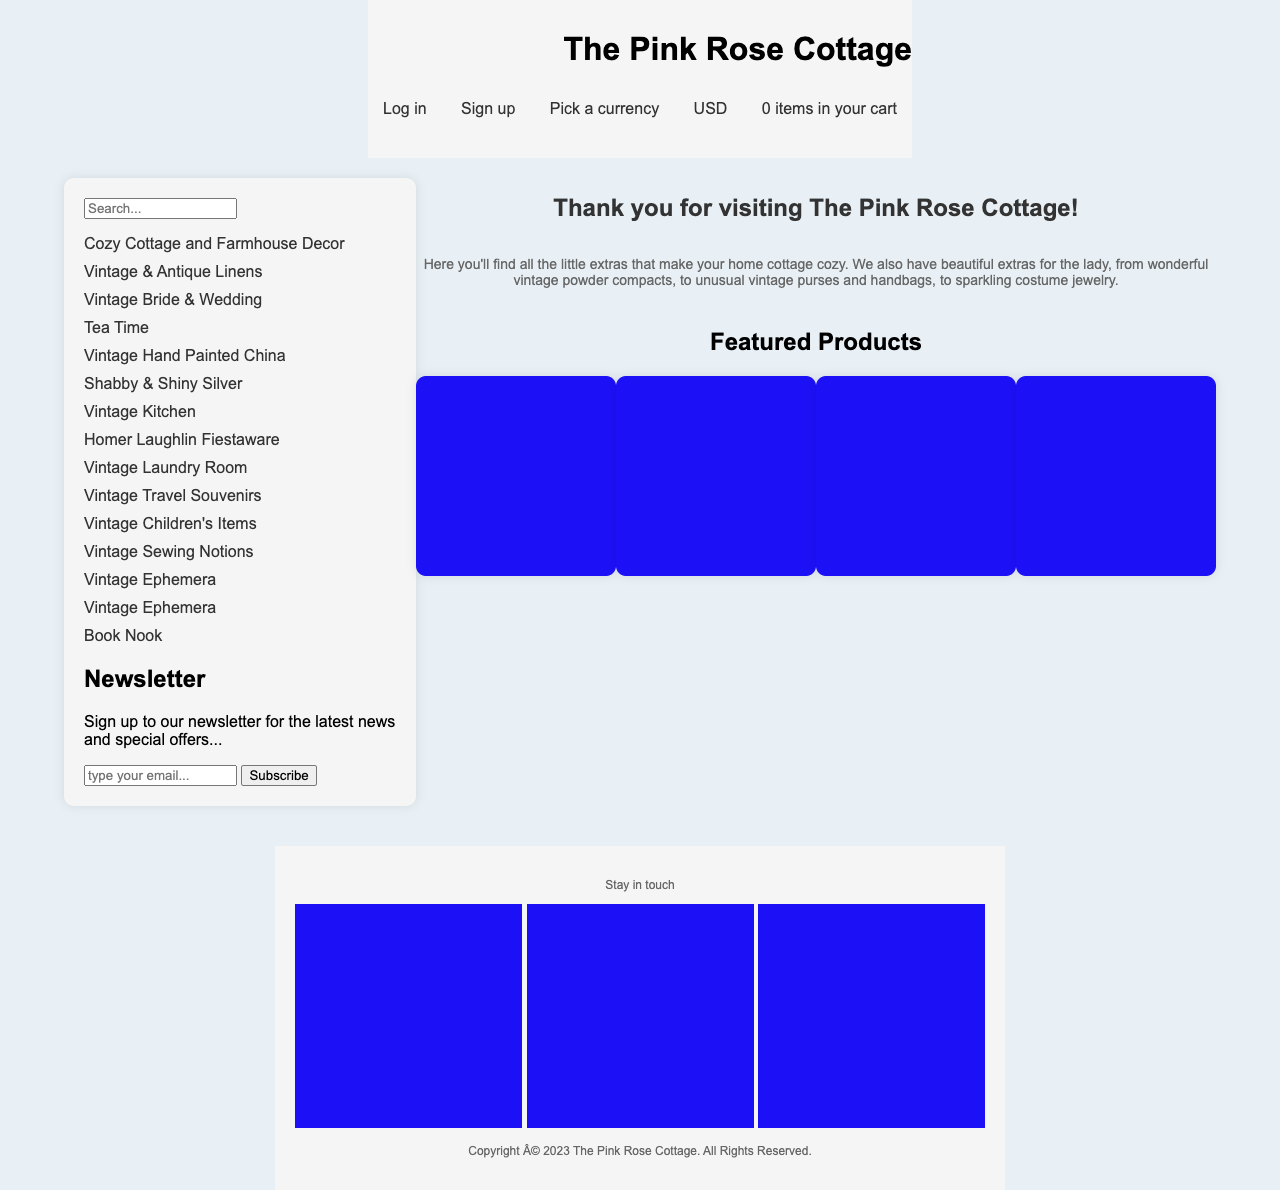 The Pink Rose Cottage
Log in Sign up Pick a currency USD 0 items in your cart
Search...
Cozy Cottage and Farmhouse Decor
Vintage & Antique Linens
Vintage Bride & Wedding
Tea Time
Vintage Hand Painted China
Shabby & Shiny Silver
Vintage Kitchen
Homer Laughlin Fiestaware
Vintage Laundry Room
Vintage Travel Souvenirs
Vintage Children's Items
Vintage Sewing Notions
Vintage Ephemera
Vintage Ephemera
Book Nook
Newsletter
Sign up to our newsletter for the latest news
and special offers...
type your email... Subscribe
Thank you for visiting The Pink Rose Cottage!
Here you'll find all the little extras that make your home cottage cozy. We also have beautiful extras for the lady, from wonderful
vintage powder compacts, to unusual vintage purses and handbags, to sparkling costume jewelry.
Featured Products
Stay in touch
Copyright Â© 2023 The Pink Rose Cottage. All Rights Reserved.